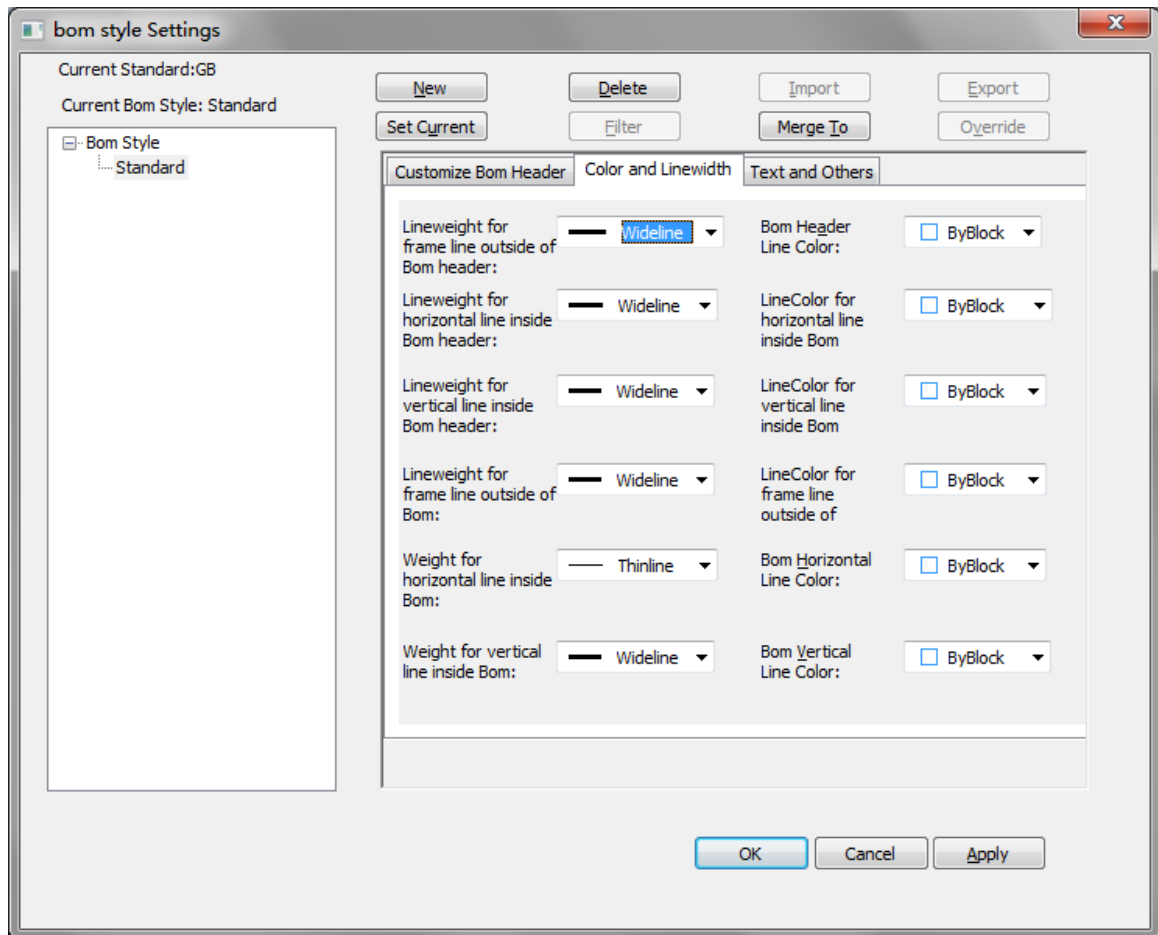 bom style Settings
Current Standard:GB
Current Bom Style: Standard
Bom Style
Standard
New
Delete
Import
Export
Set Current
Filter
Merge To
Override
Customize Bom Header
Color and Linewidth
Text and Others
Lineweight for
frame line outside of
Bom header:
Wideline
Bom Header
Line Color:
ByBlock
Lineweight for
horizontal line inside
Bom header:
Wideline
LineColor for
horizontal line
inside Bom
ByBlock
Lineweight for
vertical line inside
Bom header:
Wideline
LineColor for
vertical line
inside Bom
ByBlock
Lineweight for
frame line outside of
Bom:
Wideline
LineColor for
frame line
outside of
ByBlock
Weight for
horizontal line inside
Bom:
Thinline
Bom Horizontal
Line Color:
ByBlock
Weight for vertical
line inside Bom:
Wideline
Bom Vertical
Line Color:
ByBlock
OK
Cancel
Apply